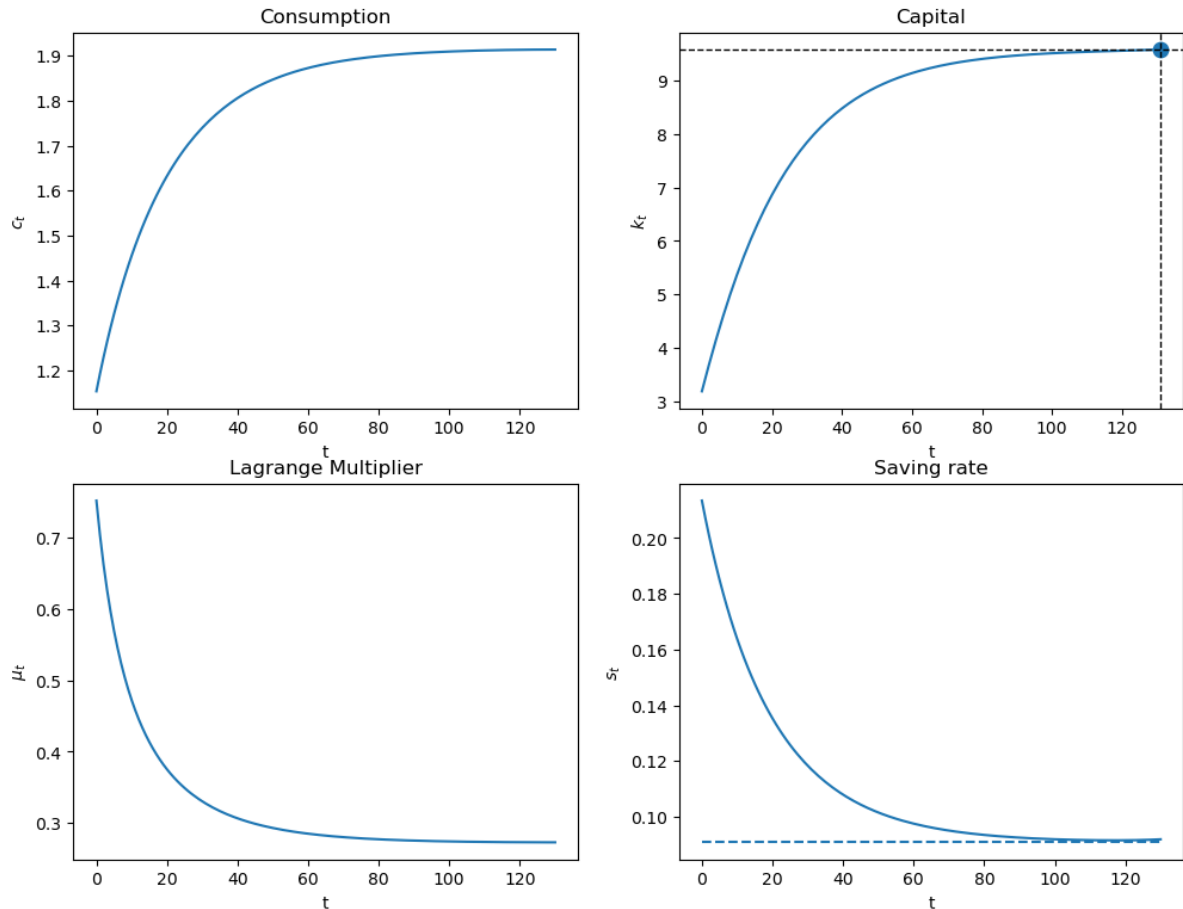 Consumption
1.9
1.8
1.7
1.6
1.5
1.4
1.3
1.2
c_t
0 20 40 60 80 100 120
t
Capital
9
8
7
6
5
4
3
k_t
0 20 40 60 80 100 120
t
Lagrange Multiplier
0.7
0.6
0.5
0.4
0.3
μ_t
0 20 40 60 80 100 120
t
Saving rate
0.20
0.18
0.16
0.14
0.12
0.10
s_t
0 20 40 60 80 100 120
t